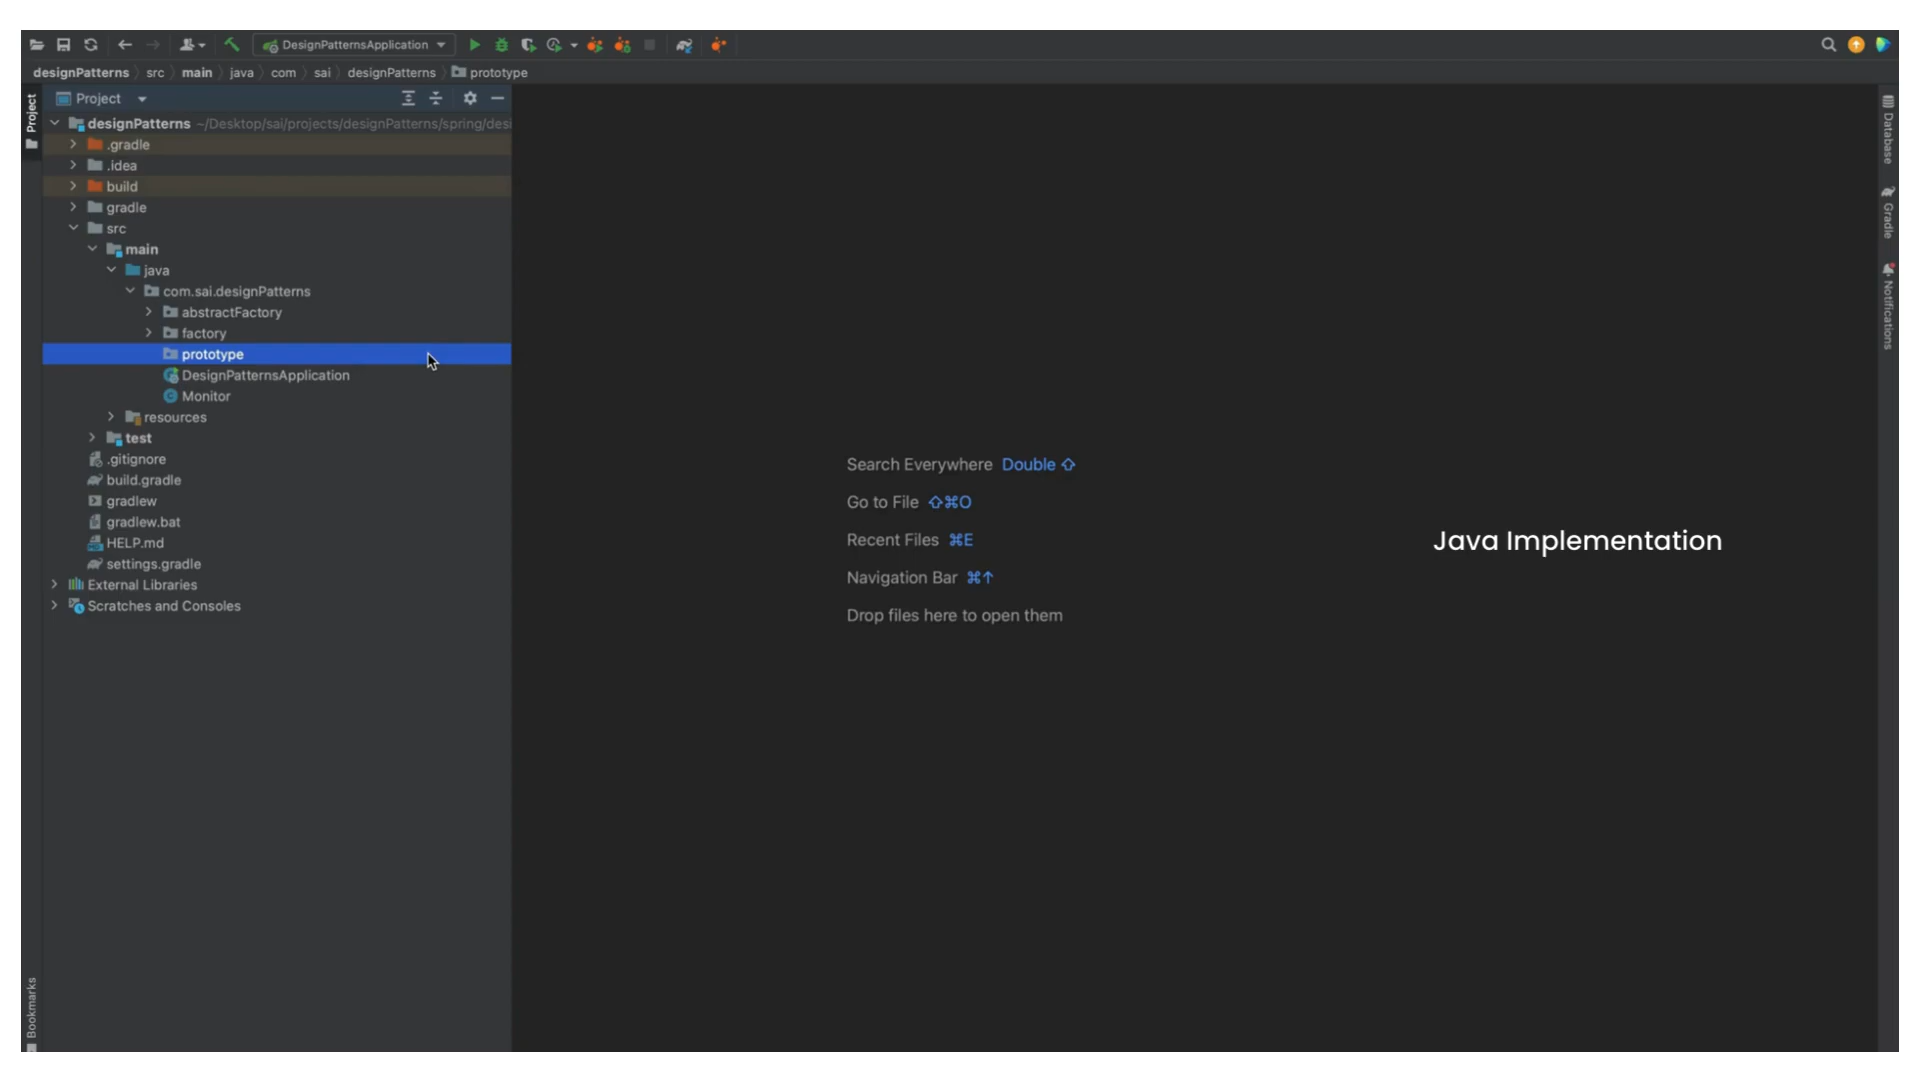 DesignPatternsApplication
designPatterns src main java com sai designPatterns prototype
Project
Project
designPatterns ~/Desktop/sai/projects/designPatterns/spring/desi
.gradle
.idea
build
gradle
src
main
java
com.sai.designPatterns
abstractFactory
factory
prototype
DesignPatternsApplication
Monitor
resources
test
.gitignore
build.gradle
gradlew
gradlew.bat
HELP.md
settings.gradle
External Libraries
Scratches and Consoles
Bookmarks
Search Everywhere Double ⇧
Go to File ⇧⌘O
Recent Files ⌘E
Navigation Bar ⌘↑
Drop files here to open them
Java Implementation
Database
Gradle
Notifications